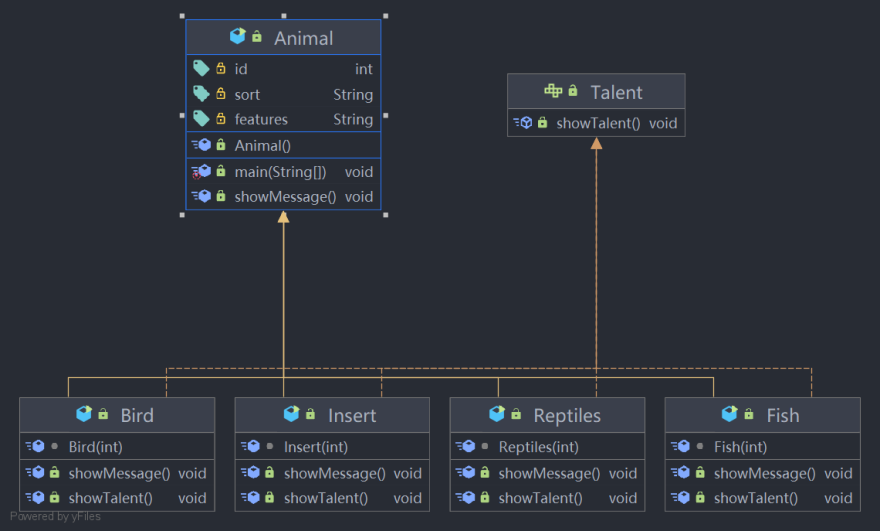 Animal
id int
sort String
features String
Animal()
main(String[]) void
showMessage() void
Talent
showTalent() void
Bird
Bird(int)
showMessage() void
showTalent() void
Insert
Insert(int)
showMessage() void
showTalent() void
Reptiles
Reptiles(int)
showMessage() void
showTalent() void
Fish
Fish(int)
showMessage() void
showTalent() void
Powered by yFiles